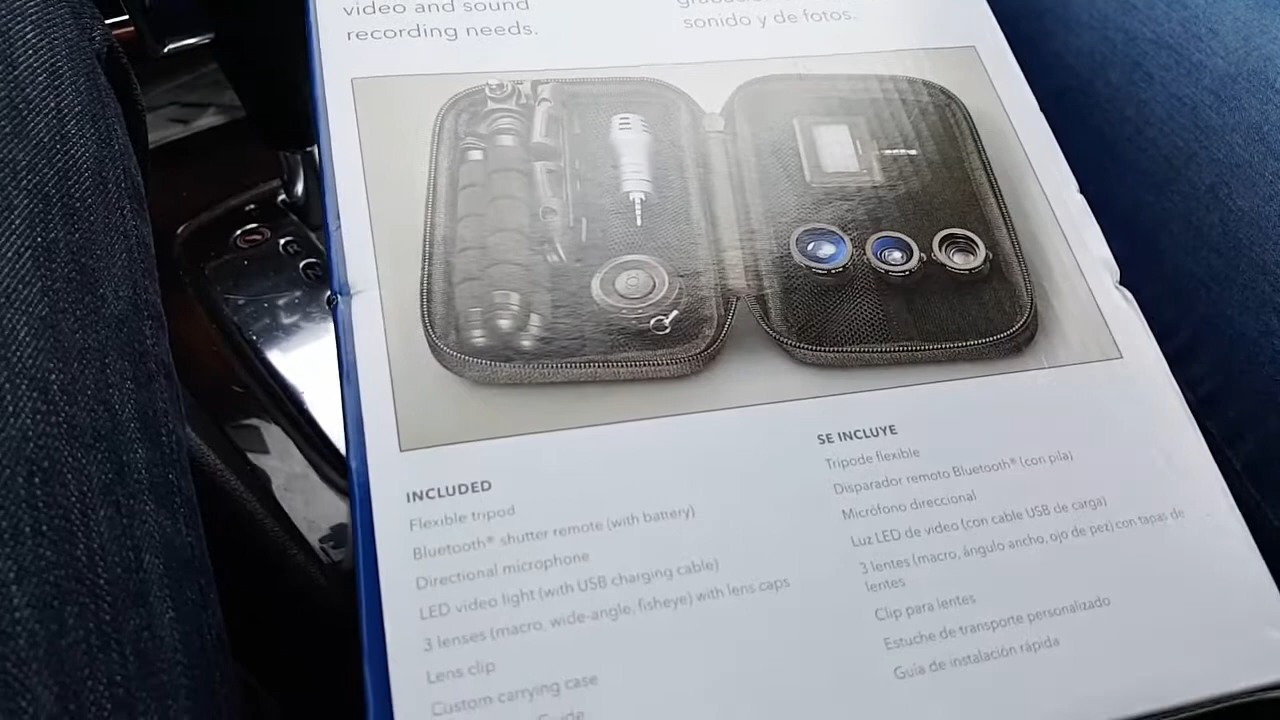 video and sound
recording needs.
sonido y de fotos.
INCLUDED
Flexible tripod
Bluetooth® shutter remote (with battery)
Directional microphone
LED video light (with USB charging cable)
3 lenses (macro, wide-angle, fisheye) with lens caps
Lens clip
Custom carrying case
Guide
SE INCLUYE
Tripode flexible
Disparador remoto Bluetooth® (con pila)
Micrófono direccional
Luz LED de video (con cable USB de carga)
3 lentes (macro, ángulo ancho, ojo de pez) con tapas de
lentes
Clip para lentes
Estuche de transporte personalizado
Guía de instalación rápida